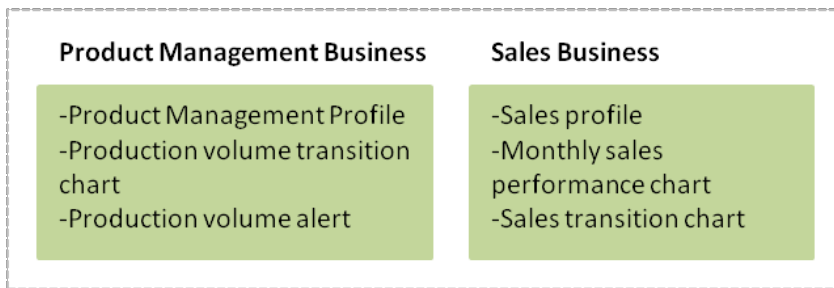 Product Management Business
-Product Management Profile
-Production volume transition
chart
-Production volume alert
Sales Business
-Sales profile
-Monthly sales
performance chart
-Sales transition chart